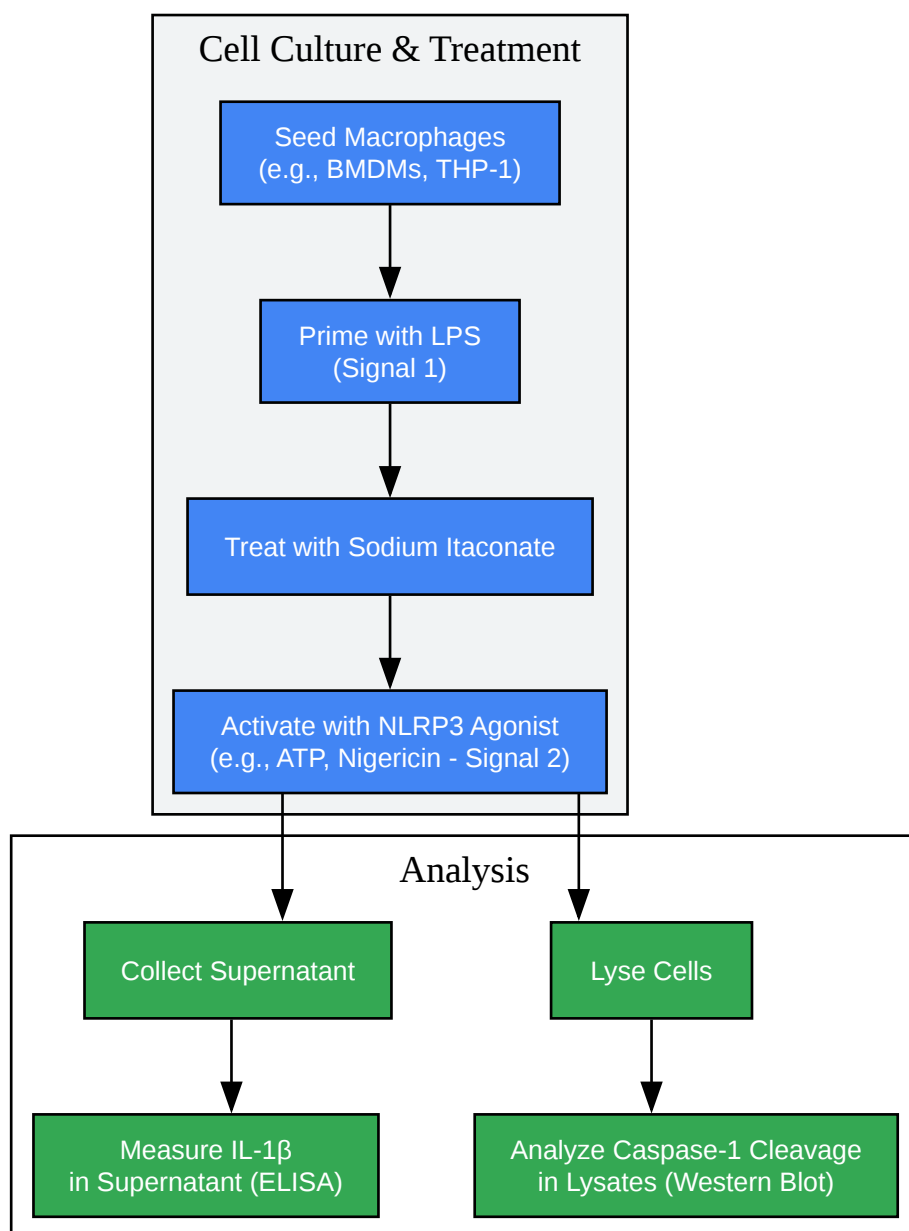 Cell Culture & Treatment
Seed Macrophages
(e.g., BMDMs, THP-1)
Prime with LPS
(Signal 1)
Treat with Sodium Itaconate
Activate with NLRP3 Agonist
(e.g., ATP, Nigericin - Signal 2)
Analysis
Collect Supernatant
Lyse Cells
Measure IL-1β
in Supernatant (ELISA)
Analyze Caspase-1 Cleavage
in Lysates (Western Blot)